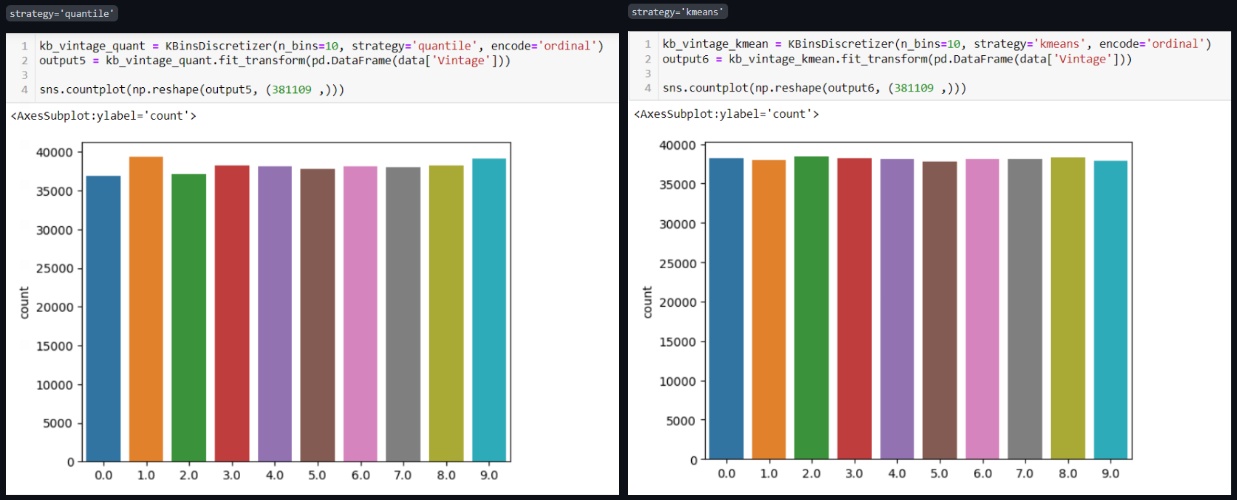 strategy='quantile'
1 kb_vintage_quant = KBinsDiscretizer(n_bins=10, strategy='quantile', encode='ordinal')
2 output5 = kb_vintage_quant.fit_transform(pd.DataFrame(data['Vintage']))
3
4 sns.countplot(np.reshape(output5, (381109 ,)))
<AxesSubplot:ylabel='count'>
40000
35000
30000
25000
20000
15000
10000
5000
0
count
0.0 1.0 2.0 3.0 4.0 5.0 6.0 7.0 8.0 9.0
strategy='kmeans'
1 kb_vintage_kmean = KBinsDiscretizer(n_bins=10, strategy='kmeans', encode='ordinal')
2 output6 = kb_vintage_kmean.fit_transform(pd.DataFrame(data['Vintage']))
3
4 sns.countplot(np.reshape(output6, (381109 ,)))
<AxesSubplot:ylabel='count'>
40000
35000
30000
25000
20000
15000
10000
5000
0
count
0.0 1.0 2.0 3.0 4.0 5.0 6.0 7.0 8.0 9.0